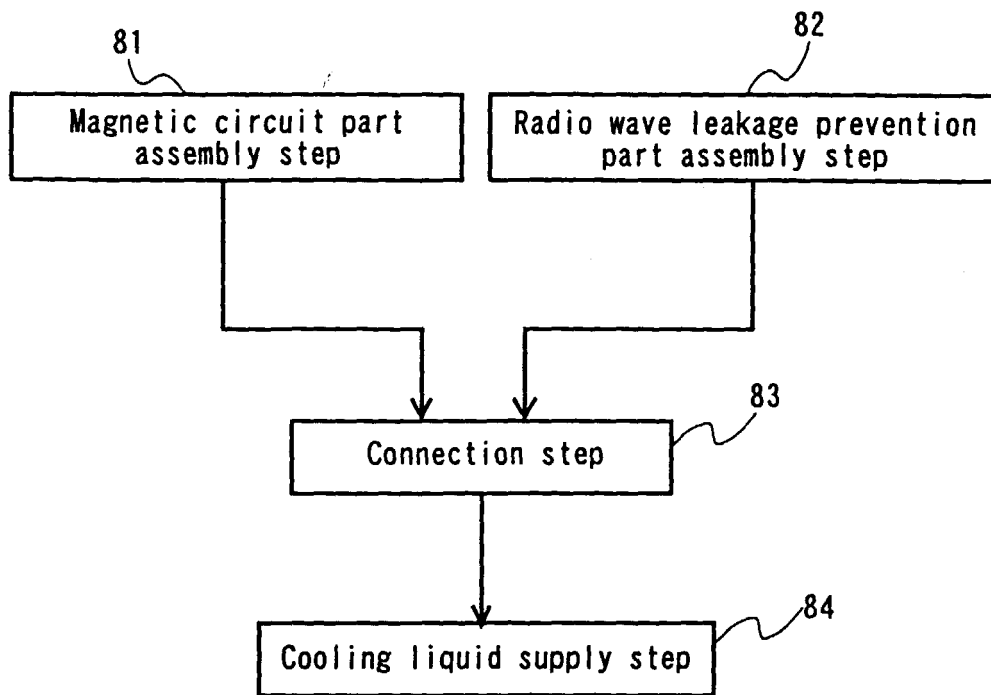 81
82
Magnetic circuit part
assembly step
Radio wave leakage prevention
part assembly step
83
Connection step
84
Cooling liquid supply step